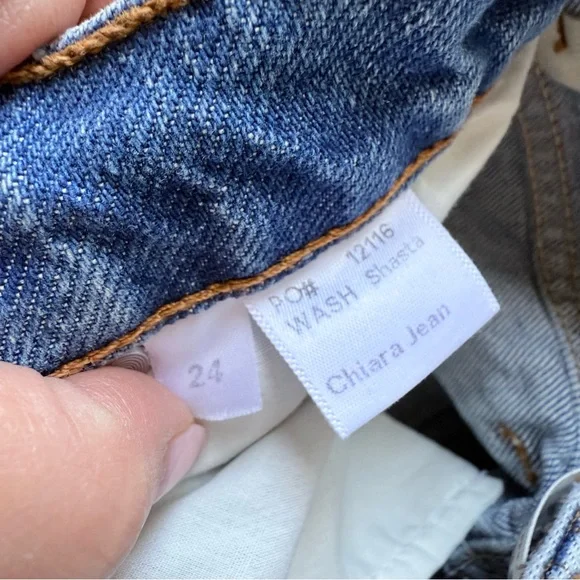 PO# 12116
WASH Shasta
Chiara Jean
24